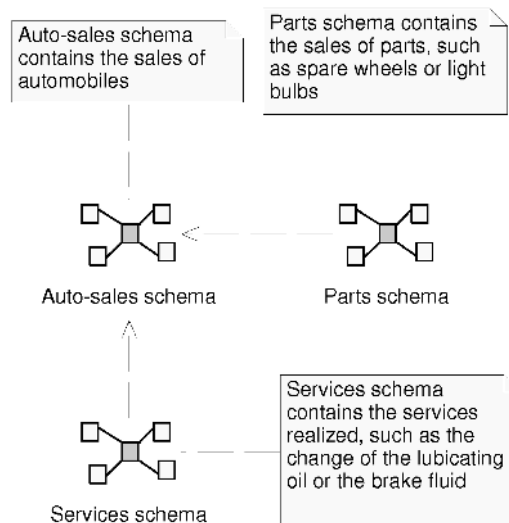 Auto-sales schema
contains the sales of
automobiles
Parts schema contains
the sales of parts, such
as spare wheels or light
bulbs
Auto-sales schema
Parts schema
Services schema
contains the services
realized, such as the
change of the lubicating
oil or the brake fluid
Services schema